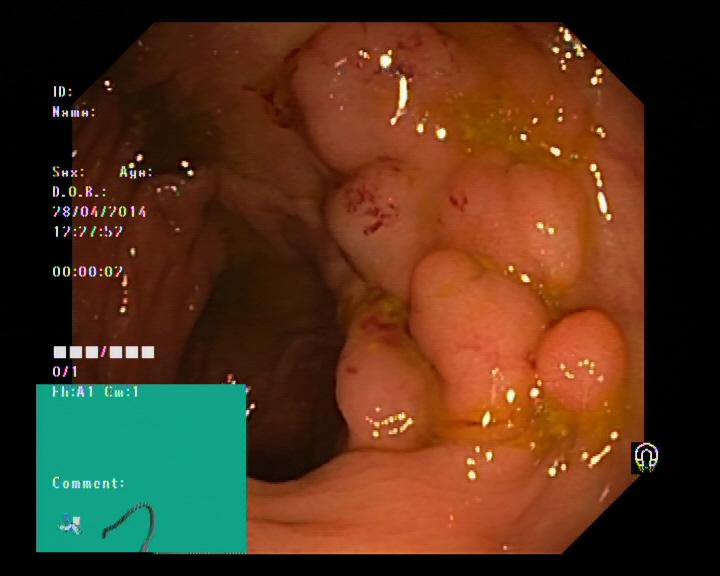 ID:
Name:
Sex: Age:
D.O.B.:
28/04/2014
12:27:52
00:00:02
■■■/■■■
0/1
Eh:A1 Cm:1
Comment: